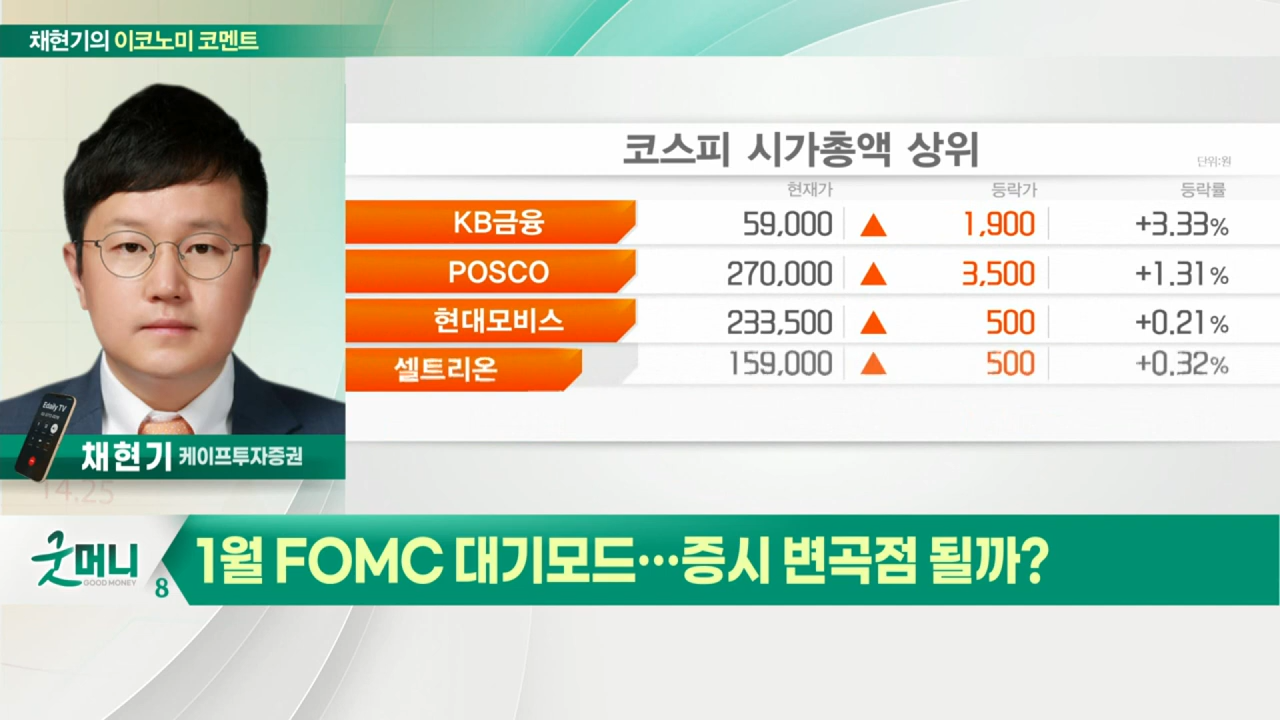 채현기의 이코노미 코멘트
코스피 시가총액 상위
단위:원
현재가 등락가 등락률
KB금융 59,000 ▲ 1,900 +3.33%
POSCO 270,000 ▲ 3,500 +1.31%
현대모비스 233,500 ▲ 500 +0.21%
셀트리온 159,000 ▲ 500 +0.32%
Edaily TV
채현기 케이프투자증권
14.25
굿머니
GOOD MONEY
8
1월 FOMC 대기모드…증시 변곡점 될까?